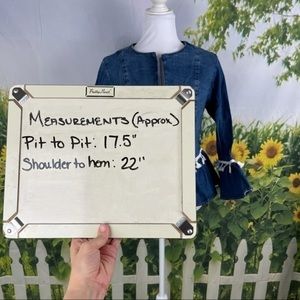 MEASUREMENTS (Approx)
Pit to Pit: 17.5"
Shoulder to hem: 22"